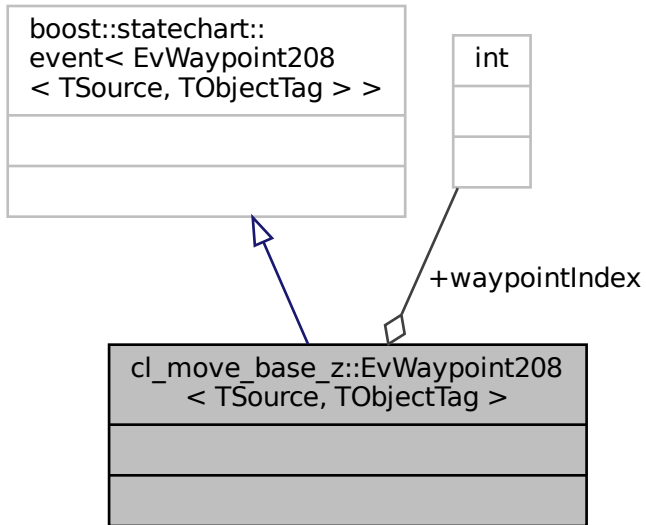 boost::statechart::
event< EvWaypoint208
< TSource, TObjectTag > >
int
+waypointIndex
cl_move_base_z::EvWaypoint208
< TSource, TObjectTag >